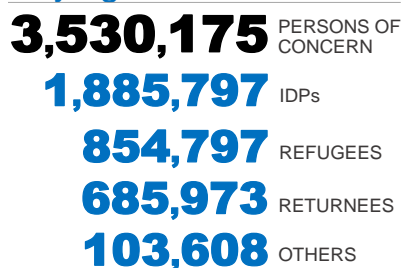 3,530,175 PERSONS OF
CONCERN
1,885,797 IDPs
854,797 REFUGEES
685,973 RETURNEES
103,608 OTHERS